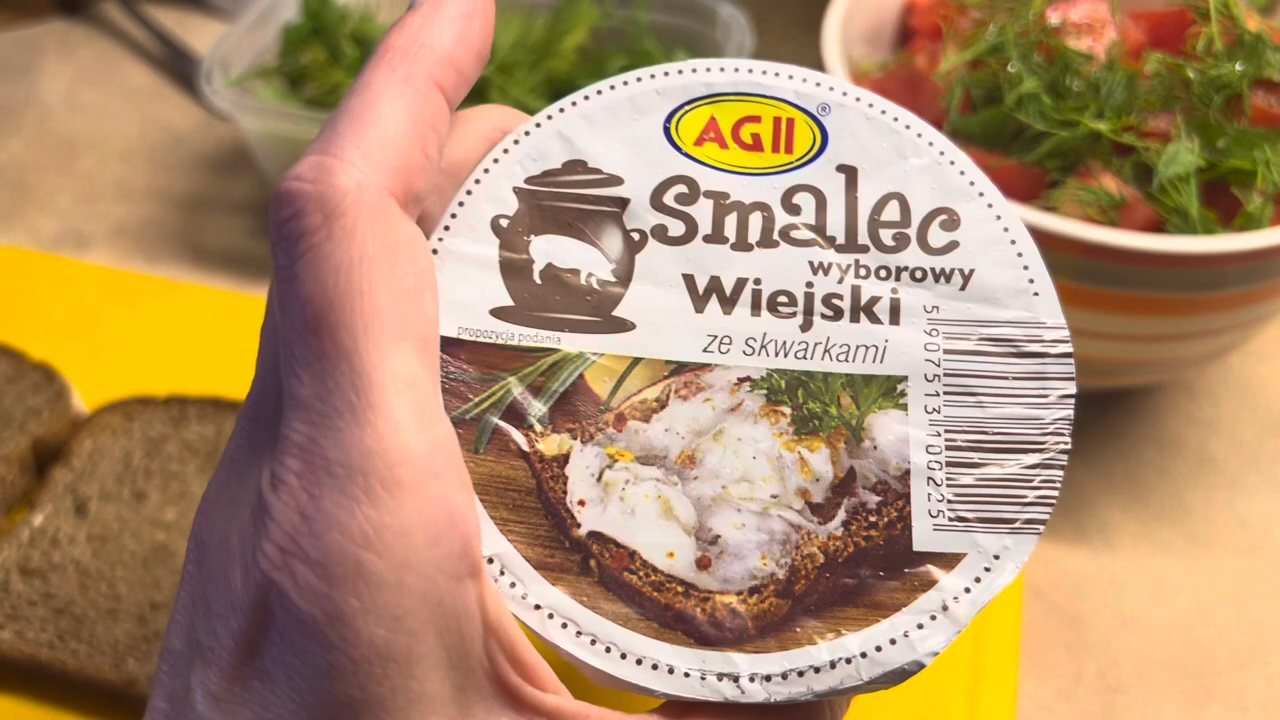 AGII®
Smalec
wyborowy
Wiejski
ze skwarkami
propozycja podania
5907513100225